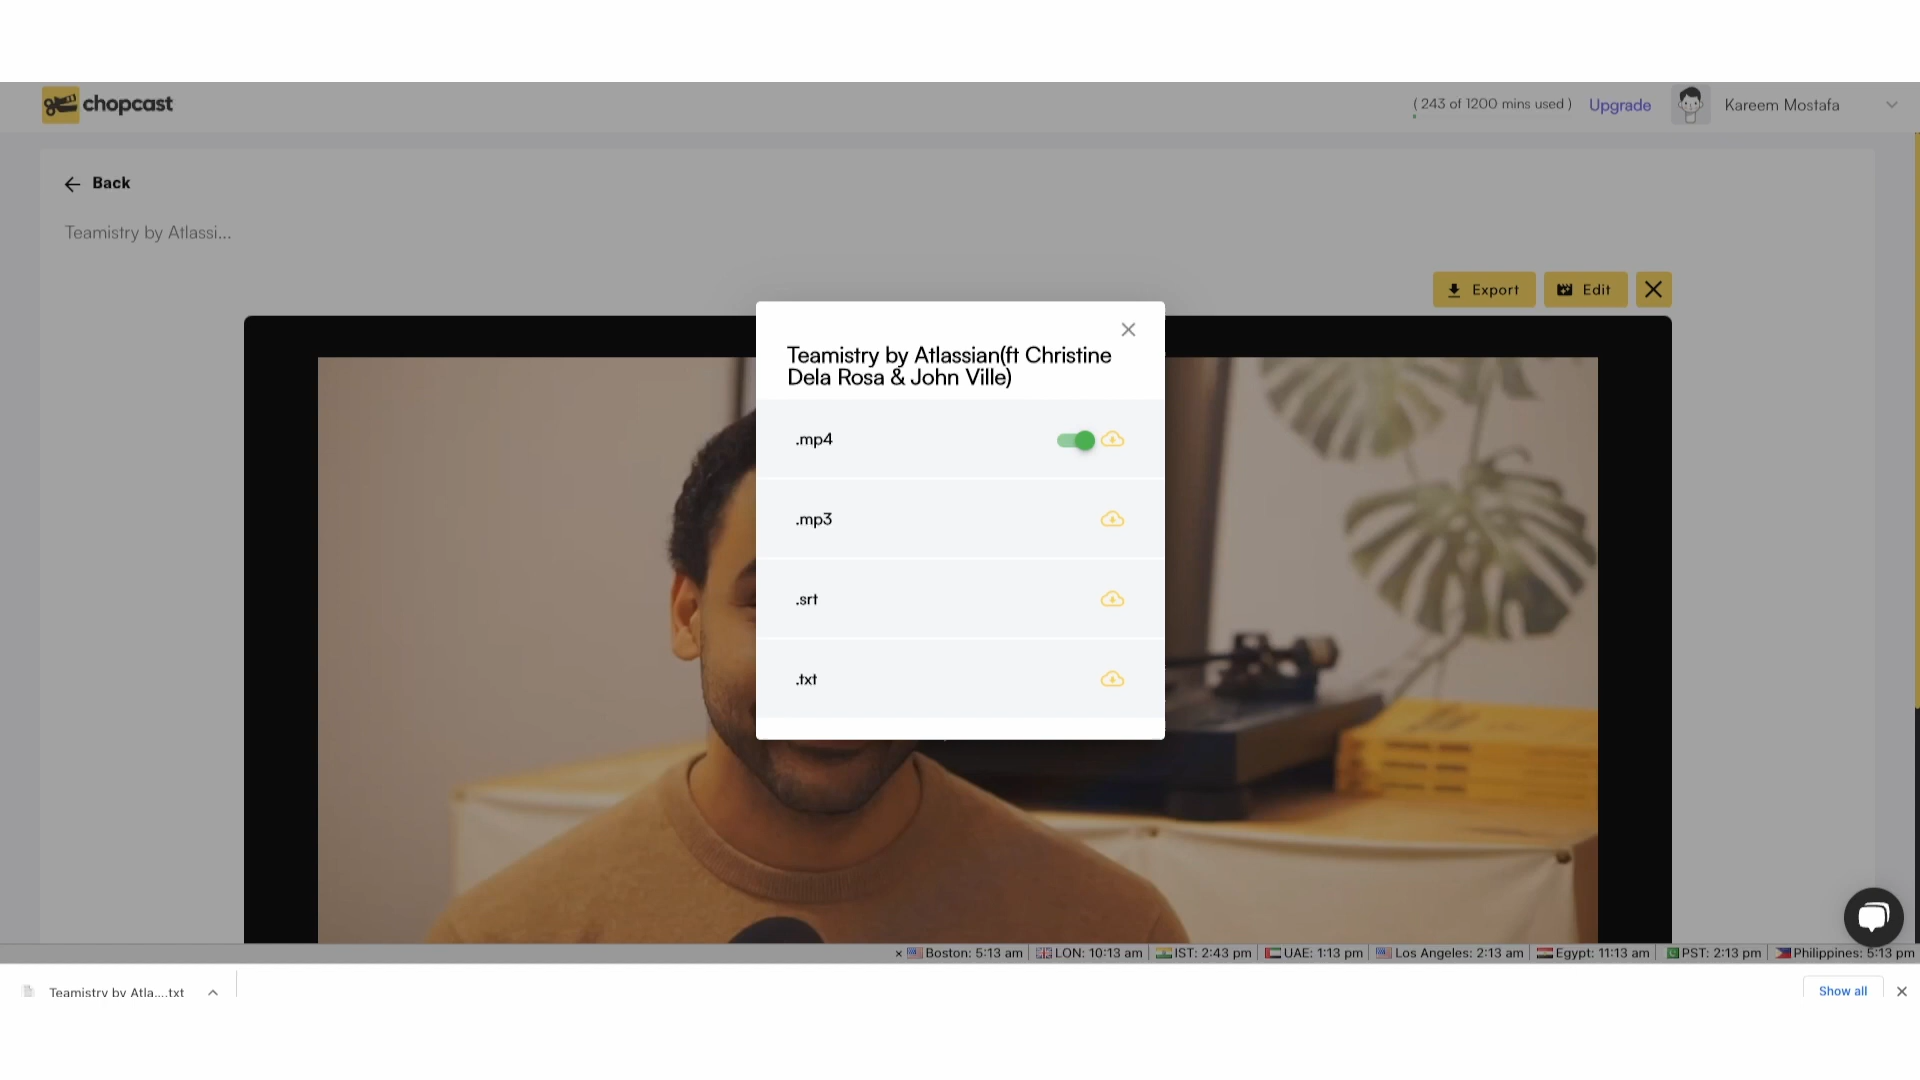 chopcast
( 243 of 1200 mins used )
Upgrade
Kareem Mostafa
Back
Teamistry by Atlassi...
Export
Edit
Teamistry by Atlassian(ft Christine
Dela Rosa & John Ville)
.mp4
.mp3
.srt
.txt
× Boston: 5:13 am LON: 10:13 am IST: 2:43 pm UAE: 1:13 pm Los Angeles: 2:13 am Egypt: 11:13 am PST: 2:13 pm Philippines: 5:13 pm
Teamistry by Atla....txt
Show all